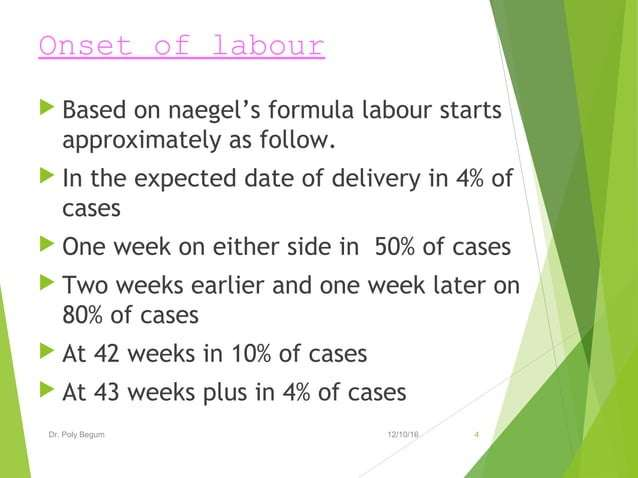 Onset of labour
Based on naegel’s formula labour starts
approximately as follow.
In the expected date of delivery in 4% of
cases
One week on either side in 50% of cases
Two weeks earlier and one week later on
80% of cases
At 42 weeks in 10% of cases
At 43 weeks plus in 4% of cases
Dr. Poly Begum 12/10/16 4